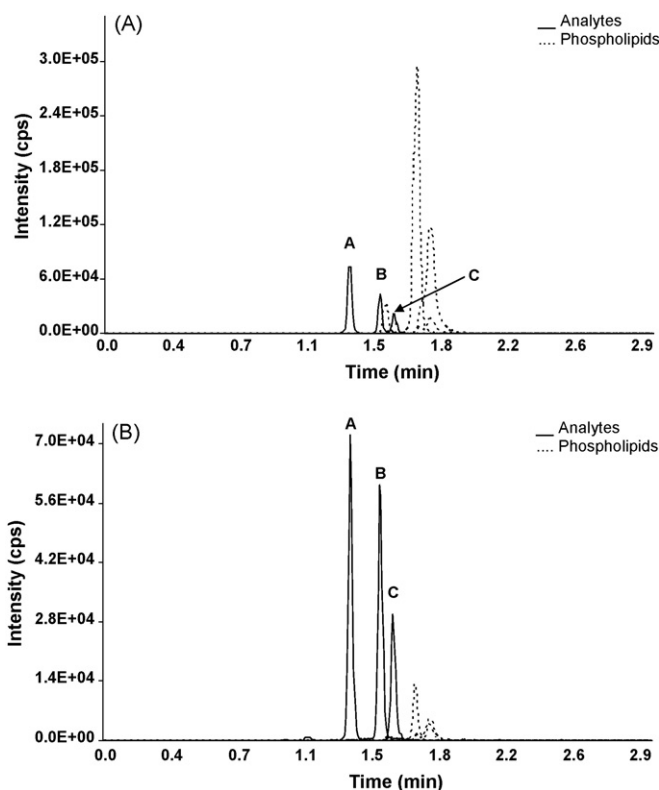 (A)
Analytes
Phospholipids
Intensity (cps)
3.0E+05
2.4E+05
1.8E+05
1.2E+05
6.0E+04
0.0E+00
A
B
C
0.0 0.4 0.7 1.1 1.5 1.8 2.2 2.6 2.9
Time (min)
(B)
Analytes
Phospholipids
Intensity (cps)
7.0E+04
5.6E+04
4.2E+04
2.8E+04
1.4E+04
0.0E+00
A
B
C
0.0 0.4 0.7 1.1 1.5 1.8 2.2 2.6 2.9
Time (min)